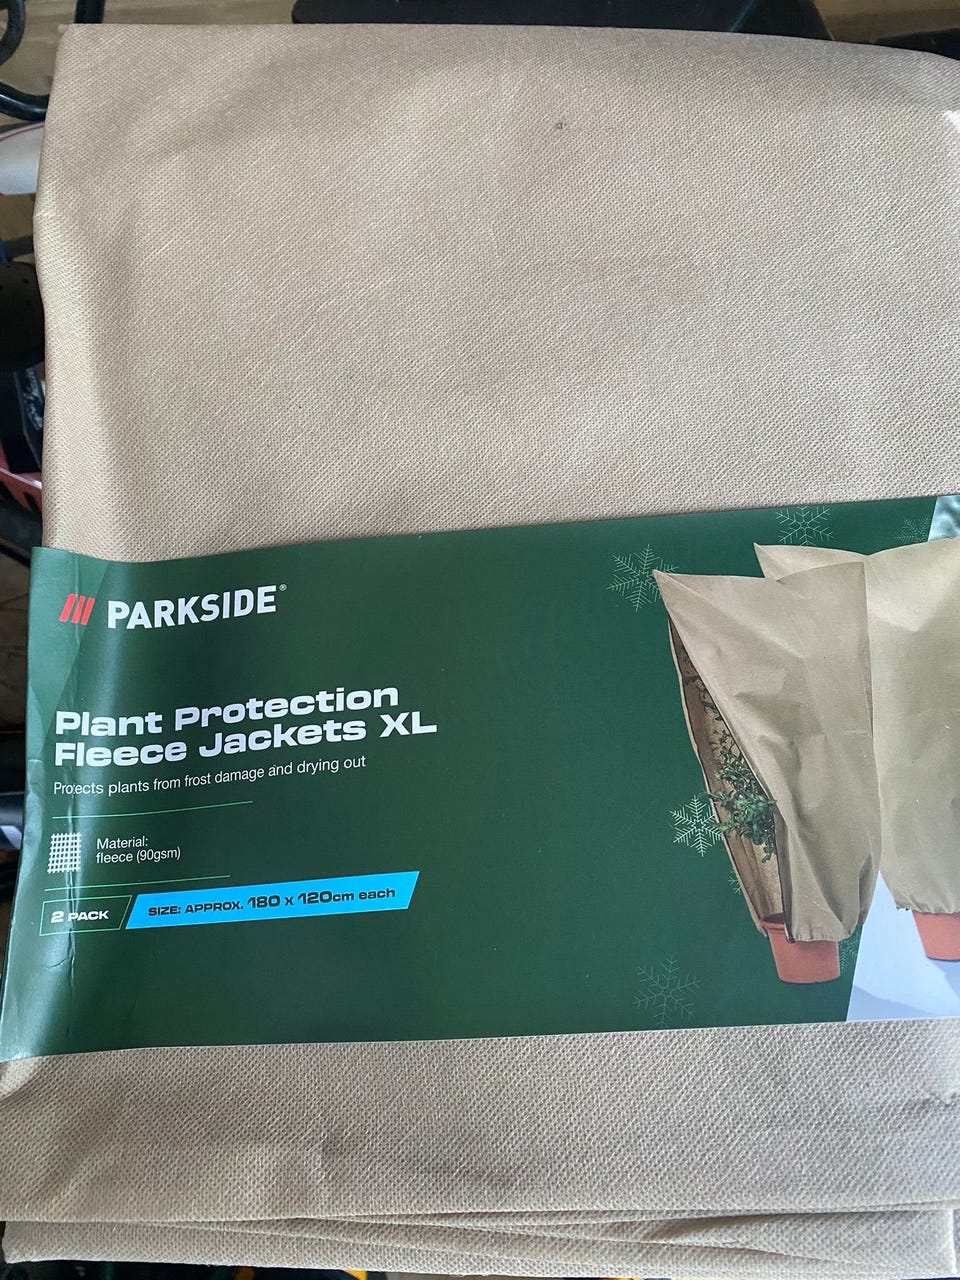 PARKSIDE®
Plant Protection
Fleece Jackets XL
Protects plants from frost damage and drying out
Material:
fleece (90gsm)
2 PACK
SIZE: APPROX. 180 x 120cm each